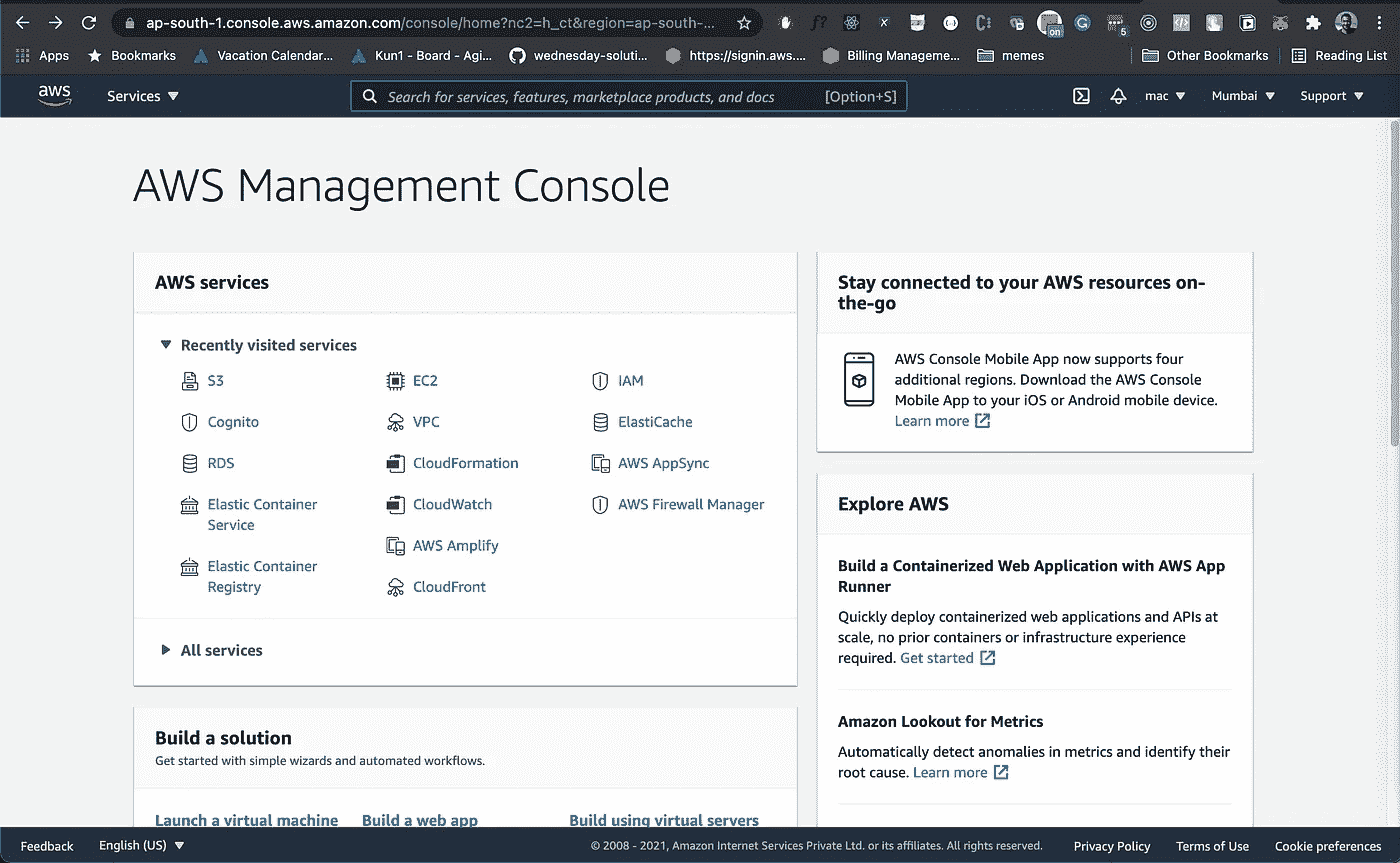 ap-south-1.console.aws.amazon.com/console/home?nc2=h_ct&region=ap-south-...
on
5
Apps
Bookmarks
Vacation Calendar...
Kun1 - Board - Agi...
wednesday-soluti...
https://signin.aws....
Billing Manageme...
memes
Other Bookmarks
Reading List
aws
Services
Search for services, features, marketplace products, and docs
[Option+S]
mac
Mumbai
Support
AWS Management Console
AWS services
Recently visited services
S3
EC2
IAM
Cognito
VPC
ElastiCache
RDS
CloudFormation
AWS AppSync
Elastic Container
Service
CloudWatch
AWS Firewall Manager
AWS Amplify
Elastic Container
Registry
CloudFront
All services
Build a solution
Get started with simple wizards and automated workflows.
Launch a virtual machine
Build a web app
Build using virtual servers
Stay connected to your AWS resources on-
the-go
AWS Console Mobile App now supports four
additional regions. Download the AWS Console
Mobile App to your iOS or Android mobile device.
Learn more
Explore AWS
Build a Containerized Web Application with AWS App
Runner
Quickly deploy containerized web applications and APIs at
scale, no prior containers or infrastructure experience
required. Get started
Amazon Lookout for Metrics
Automatically detect anomalies in metrics and identify their
root cause. Learn more
Feedback
English (US)
© 2008 - 2021, Amazon Internet Services Private Ltd. or its affiliates. All rights reserved.
Privacy Policy
Terms of Use
Cookie preferences